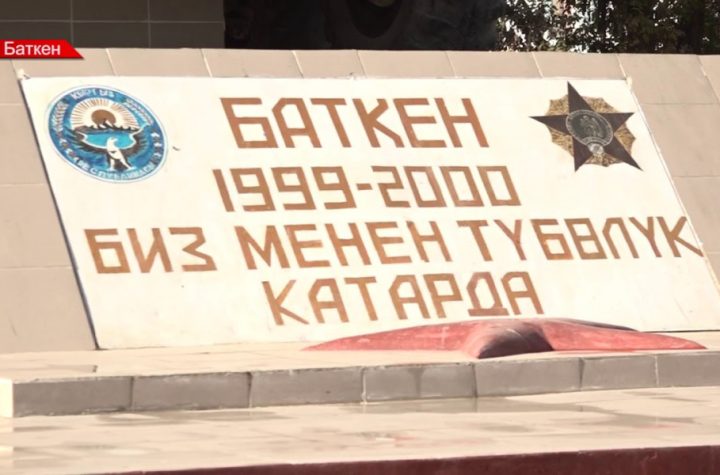 Баткен
БАТКЕН
1999-2000
БИЗ МЕНЕН ТҮБӨЛҮК
КАТАРДА